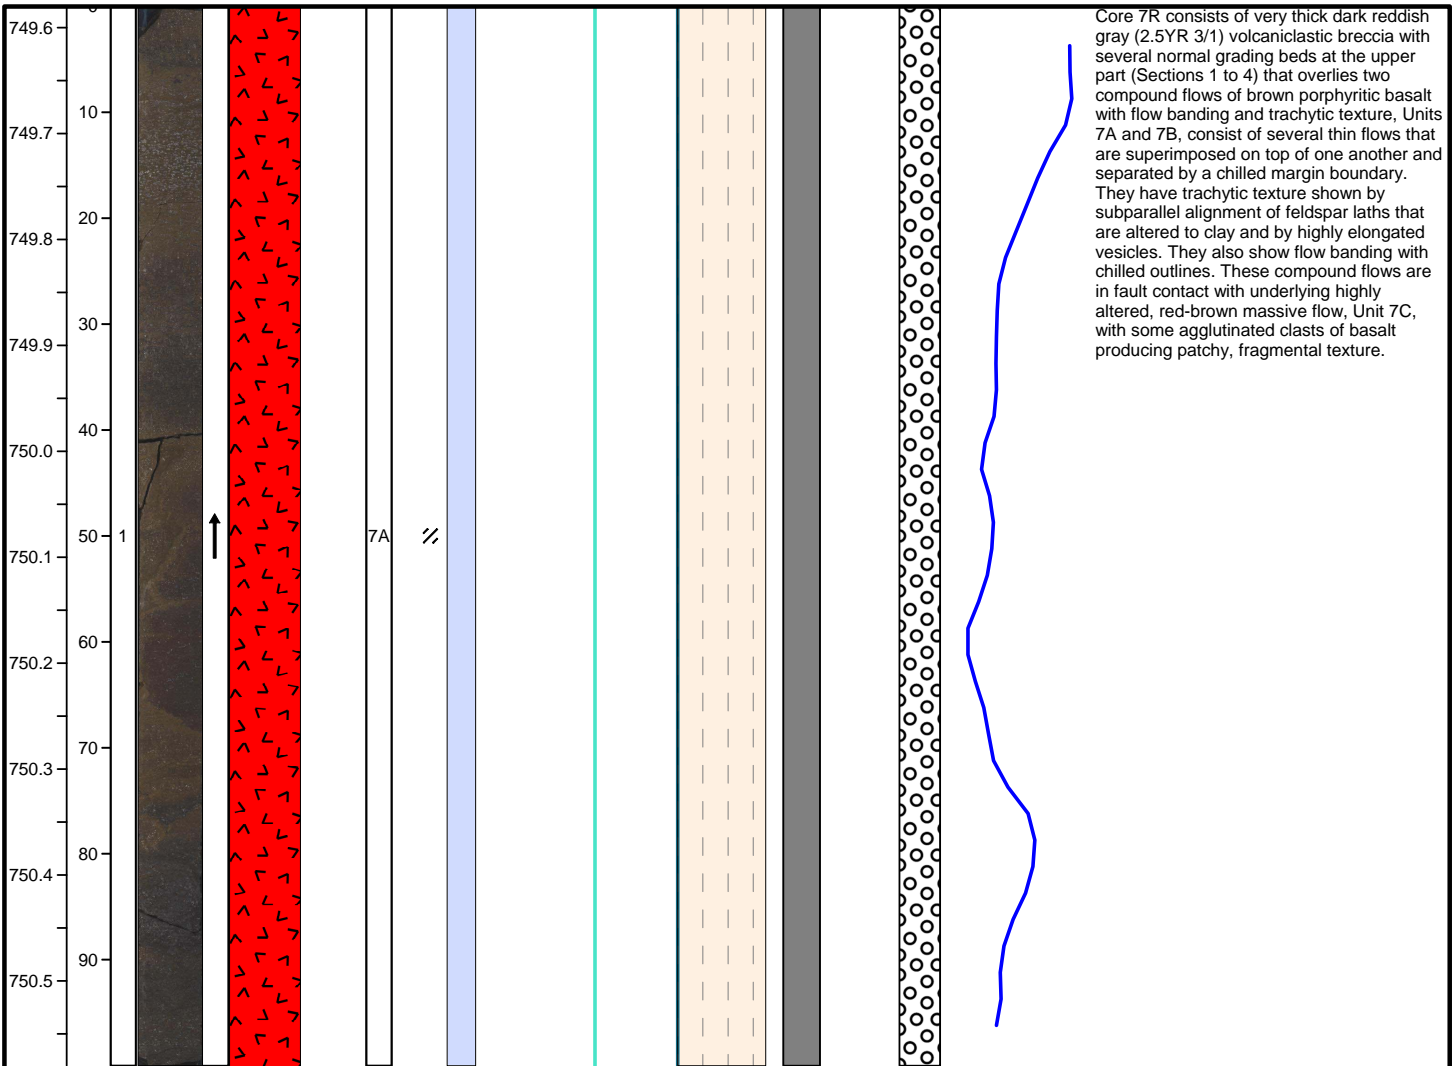 749.6
749.7
749.8
749.9
750.0
750.1
750.2
750.3
750.4
750.5
0
10
20
30
40
50
60
70
80
90
1
7A
Core 7R consists of very thick dark reddish
gray (2.5YR 3/1) volcaniclastic breccia with
several normal grading beds at the upper
part (Sections 1 to 4) that overlies two
compound flows of brown porphyritic basalt
with flow banding and trachytic texture, Units
7A and 7B, consist of several thin flows that
are superimposed on top of one another and
separated by a chilled margin boundary.
They have trachytic texture shown by
subparallel alignment of feldspar laths that
are altered to clay and by highly elongated
vesicles. They also show flow banding with
chilled outlines. These compound flows are
in fault contact with underlying highly
altered, red-brown massive flow, Unit 7C,
with some agglutinated clasts of basalt
producing patchy, fragmental texture.